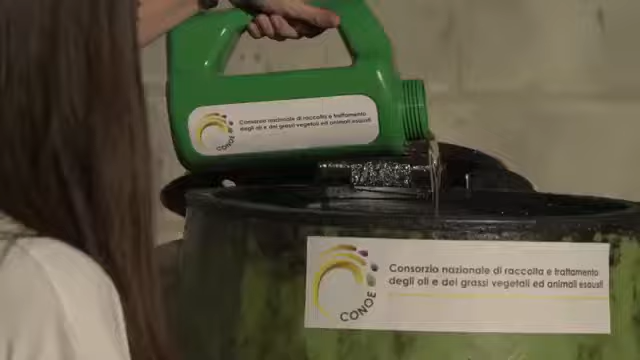 Consorzio nazionale di raccolta e trattamento
degli oli e dei grassi vegetali ed animali esausti
CONOE
Consorzio nazionale di raccolta e trattamento
degli oli e dei grassi vegetali ed animali esausti
CONOE